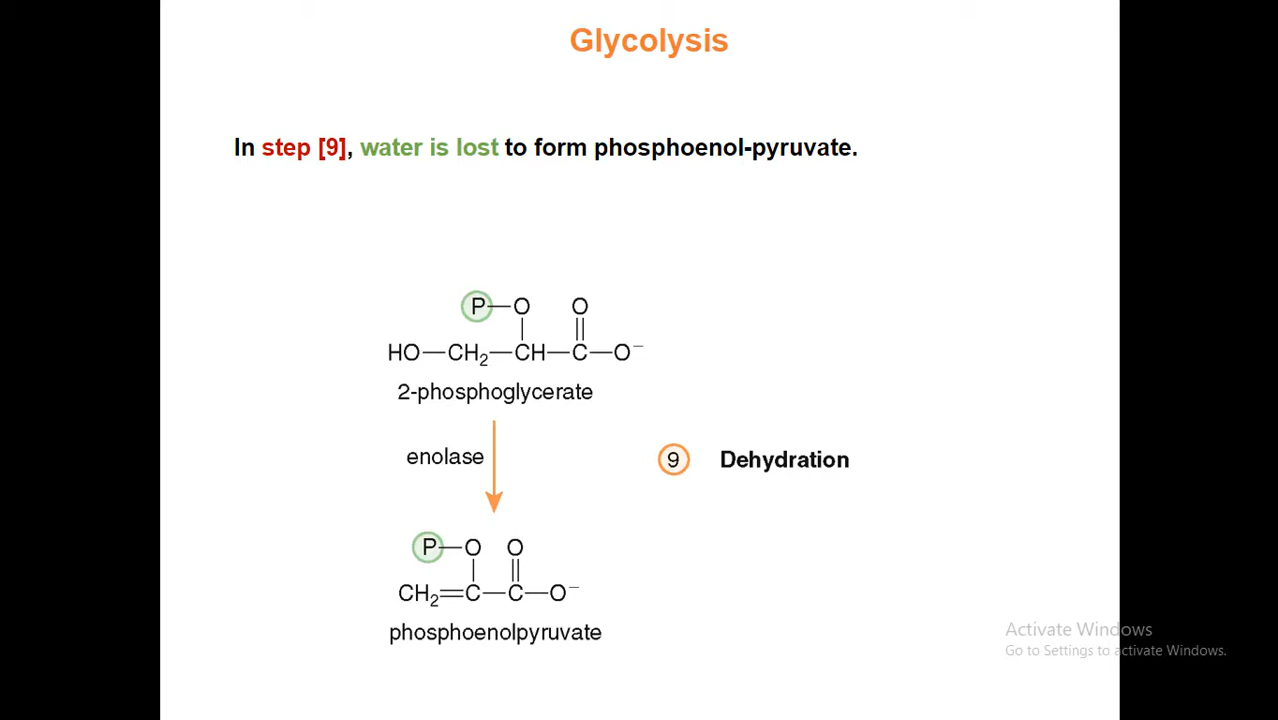 Glycolysis
In step [9], water is lost to form phosphoenol-pyruvate.
P—O O
HO—CH₂—CH—C—O⁻
2-phosphoglycerate
enolase
9 Dehydration
P—O O
CH₂=C—C—O⁻
phosphoenolpyruvate
Activate Windows
Go to Settings to activate Windows.